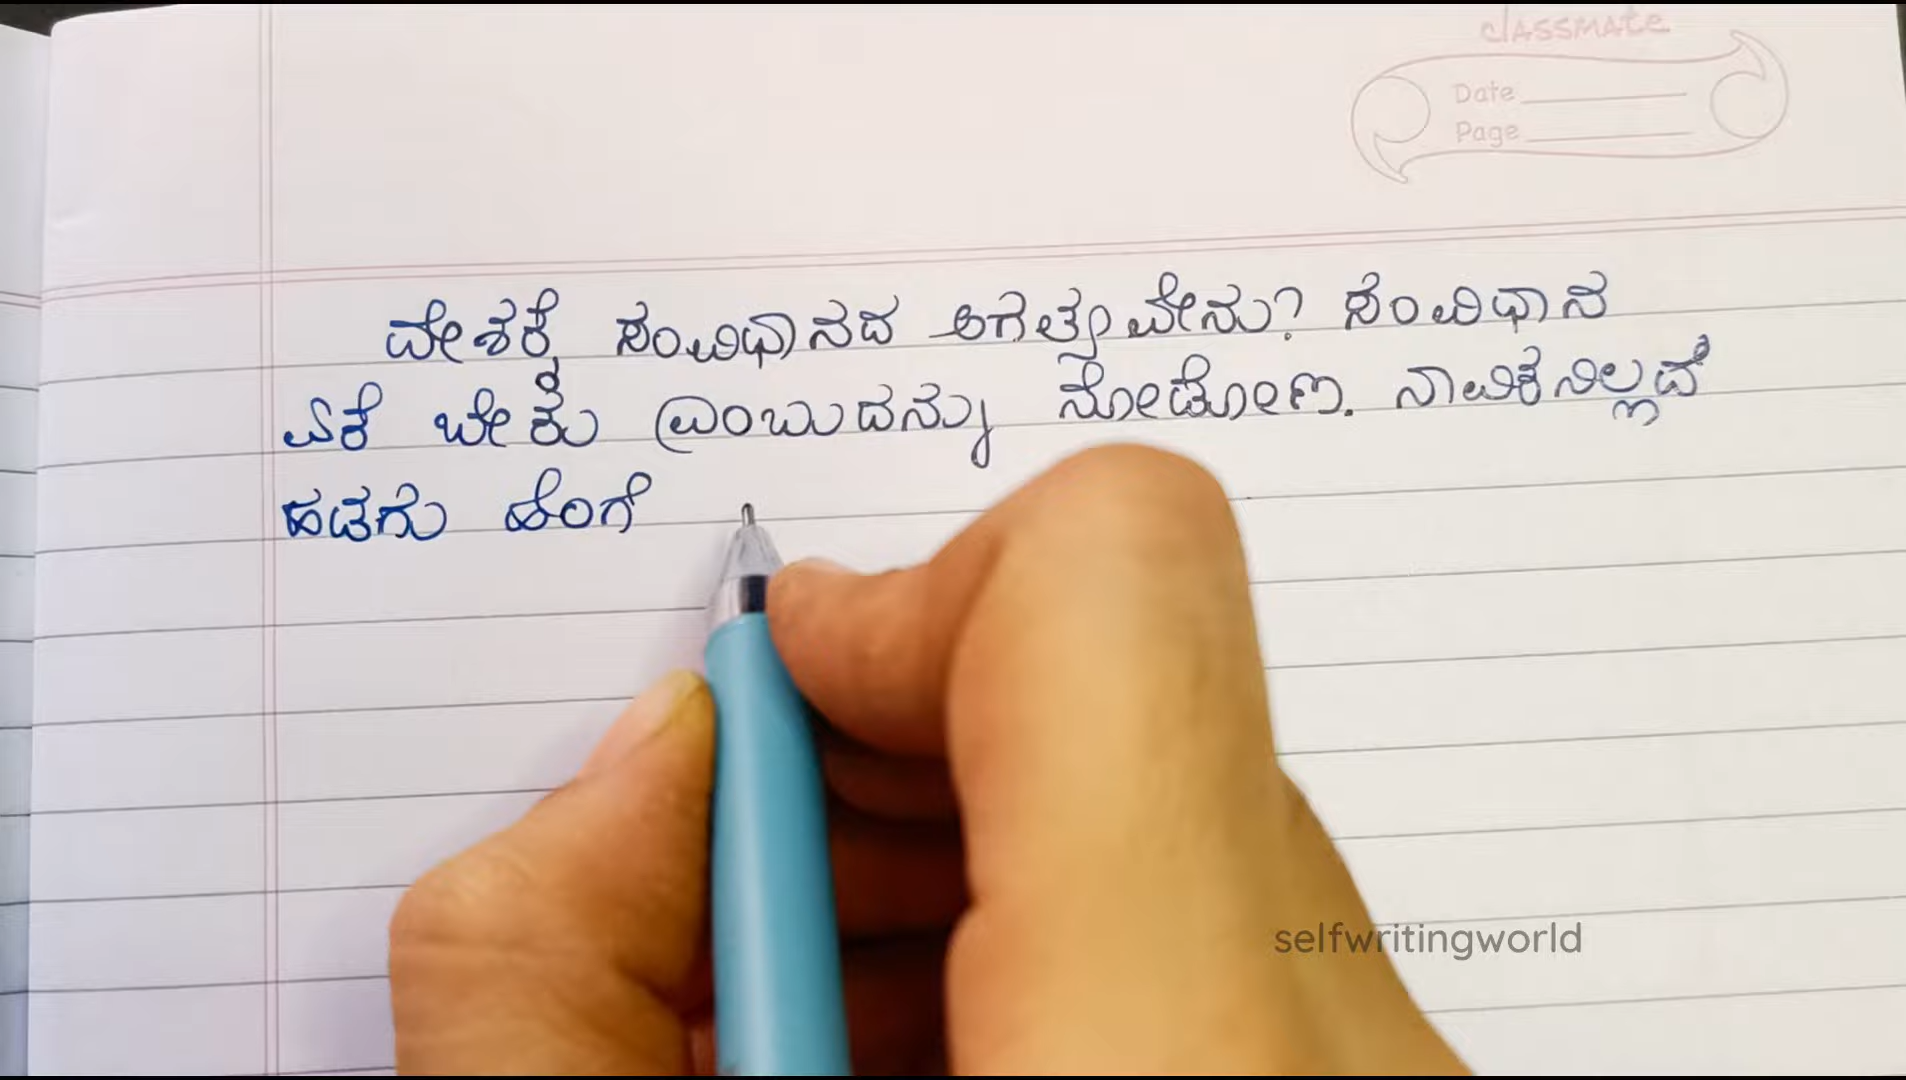 classmate
Date
Page
ದೇಶಕ್ಕೆ ಸಂವಿಧಾನದ ಅಗತ್ಯವೇನು? ಸಂವಿಧಾನ
ಏಕೆ ಬೇಕು ಎಂಬುದನ್ನು ನೋಡೋಣ. ನಾವಿಕನಿಲ್ಲದೆ
ಹಡಗು ಹೆಂಗೆ
selfwritingworld